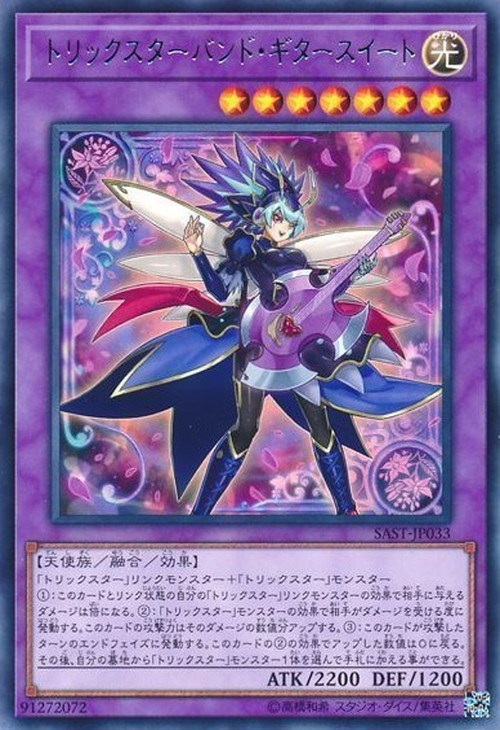 トリックスターバンド・ギタースイート
光
SAST-JP033
【天使族／融合／効果】
「トリックスター」リンクモンスター＋「トリックスター」モンスター
①：このカードとリンク状態の自分の「トリックスター」リンクモンスターの効果で相手に与える
ダメージは倍になる。②：「トリックスター」モンスターの効果で相手がダメージを受ける度に
発動する。このカードの攻撃力はそのダメージの数値分アップする。③：このカードが攻撃した
ターンのエンドフェイズに発動する。このカードの②の効果でアップした数値は０に戻る。
その後、自分の墓地から「トリックスター」モンスター１体を選んで手札に加える事ができる。
ATK/2200 DEF/1200
91272072
©高橋和希 スタジオ・ダイス/集英社